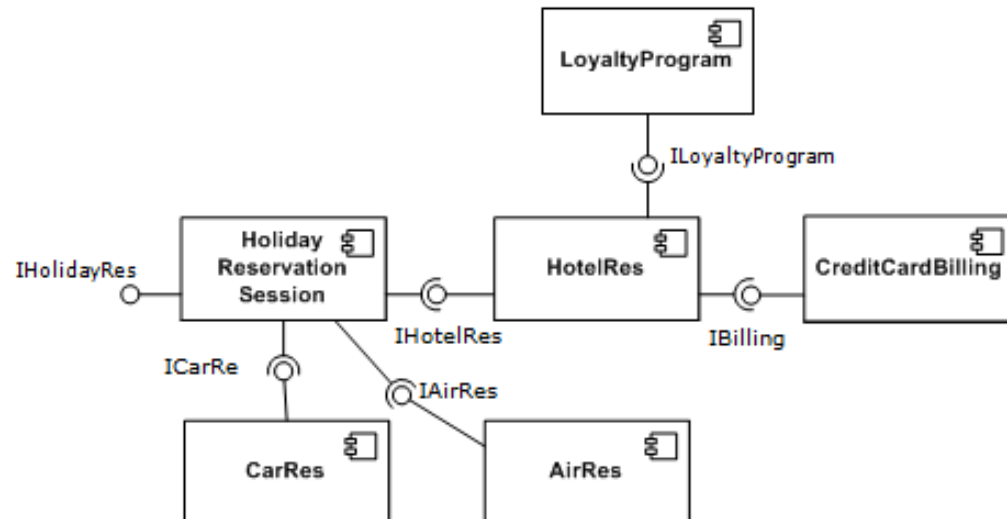 LoyaltyProgram
ILoyaltyProgram
IHolidayRes
Holiday
Reservation
Session
IHotelRes
HotelRes
IBilling
CreditCardBilling
ICarRe
IAirRes
CarRes
AirRes